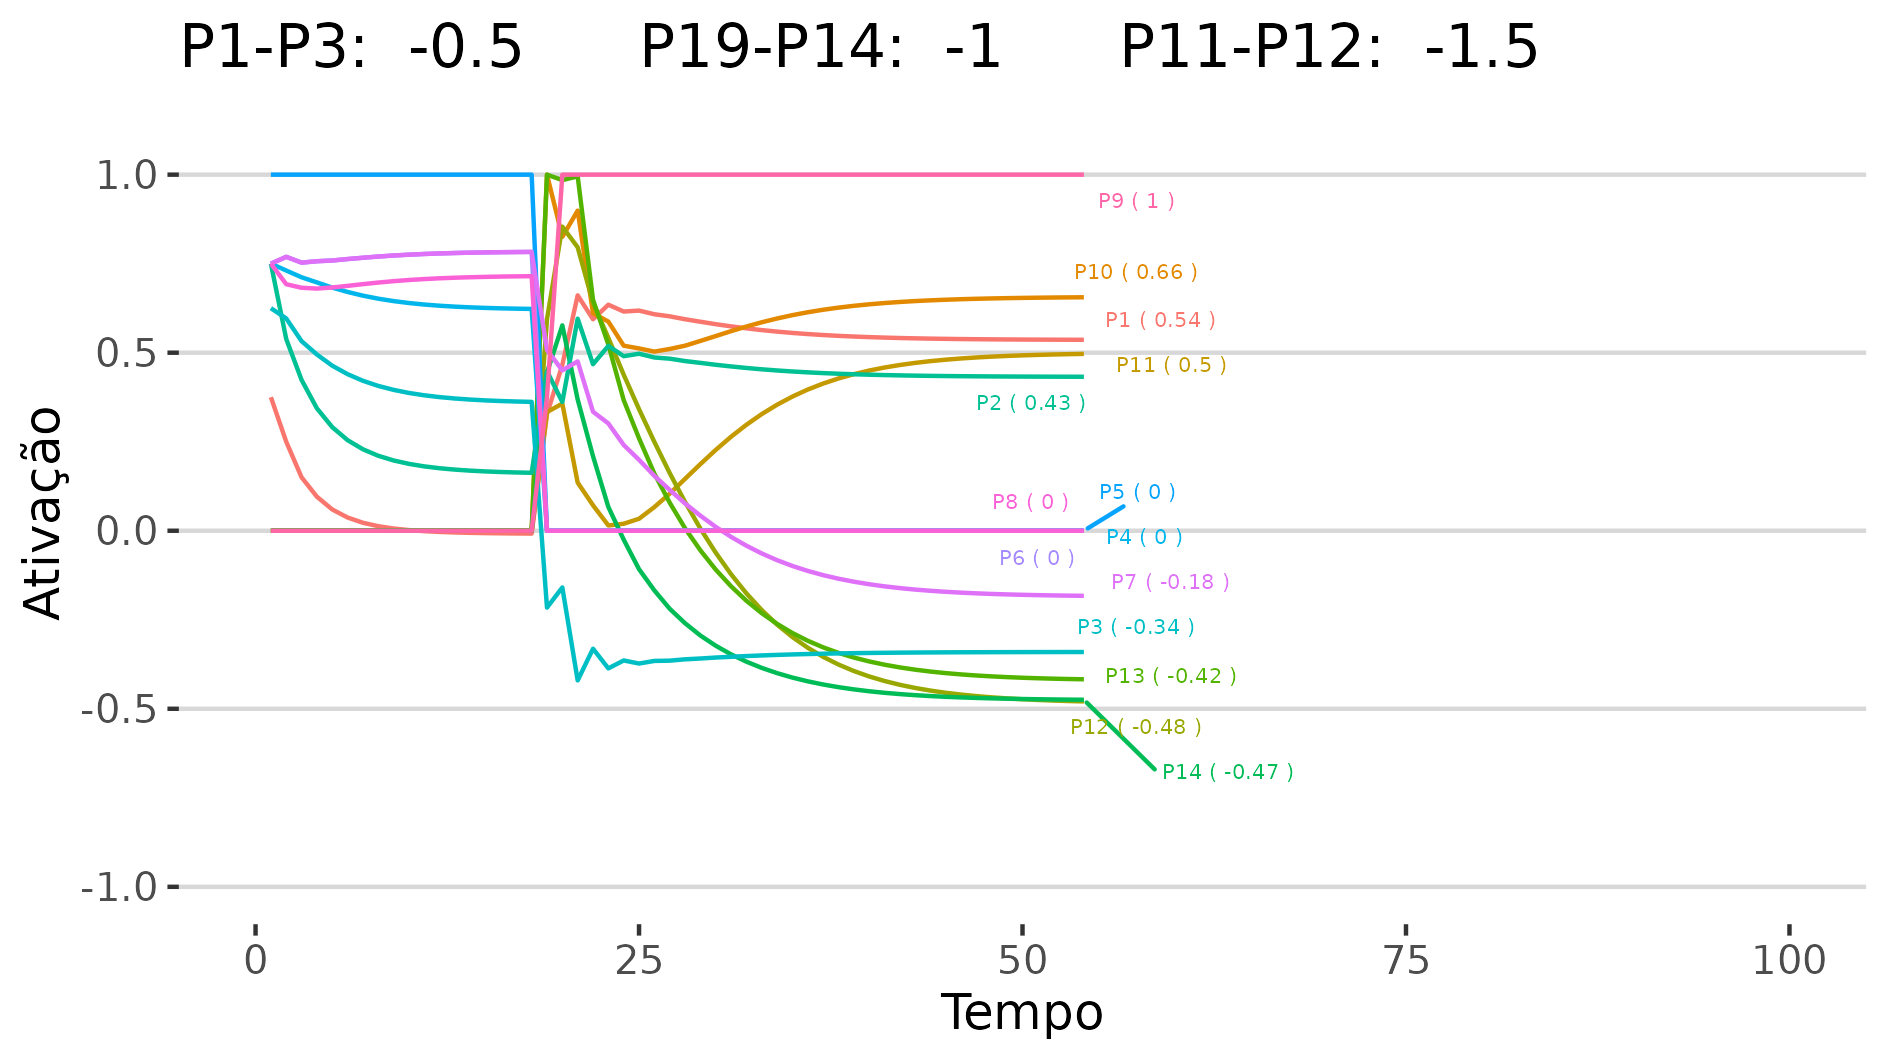 P1-P3:  -0.5      P19-P14:  -1      P11-P12:  -1.5
Ativação
1.0
0.5
0.0
-0.5
-1.0
P9 ( 1 )
P10 ( 0.66 )
P1 ( 0.54 )
P11 ( 0.5 )
P2 ( 0.43 )
P5 ( 0 )
P8 ( 0 )
P4 ( 0 )
P6 ( 0 )
P7 ( -0.18 )
P3 ( -0.34 )
P13 ( -0.42 )
P12 ( -0.48 )
P14 ( -0.47 )
0 25 50 75 100
Tempo